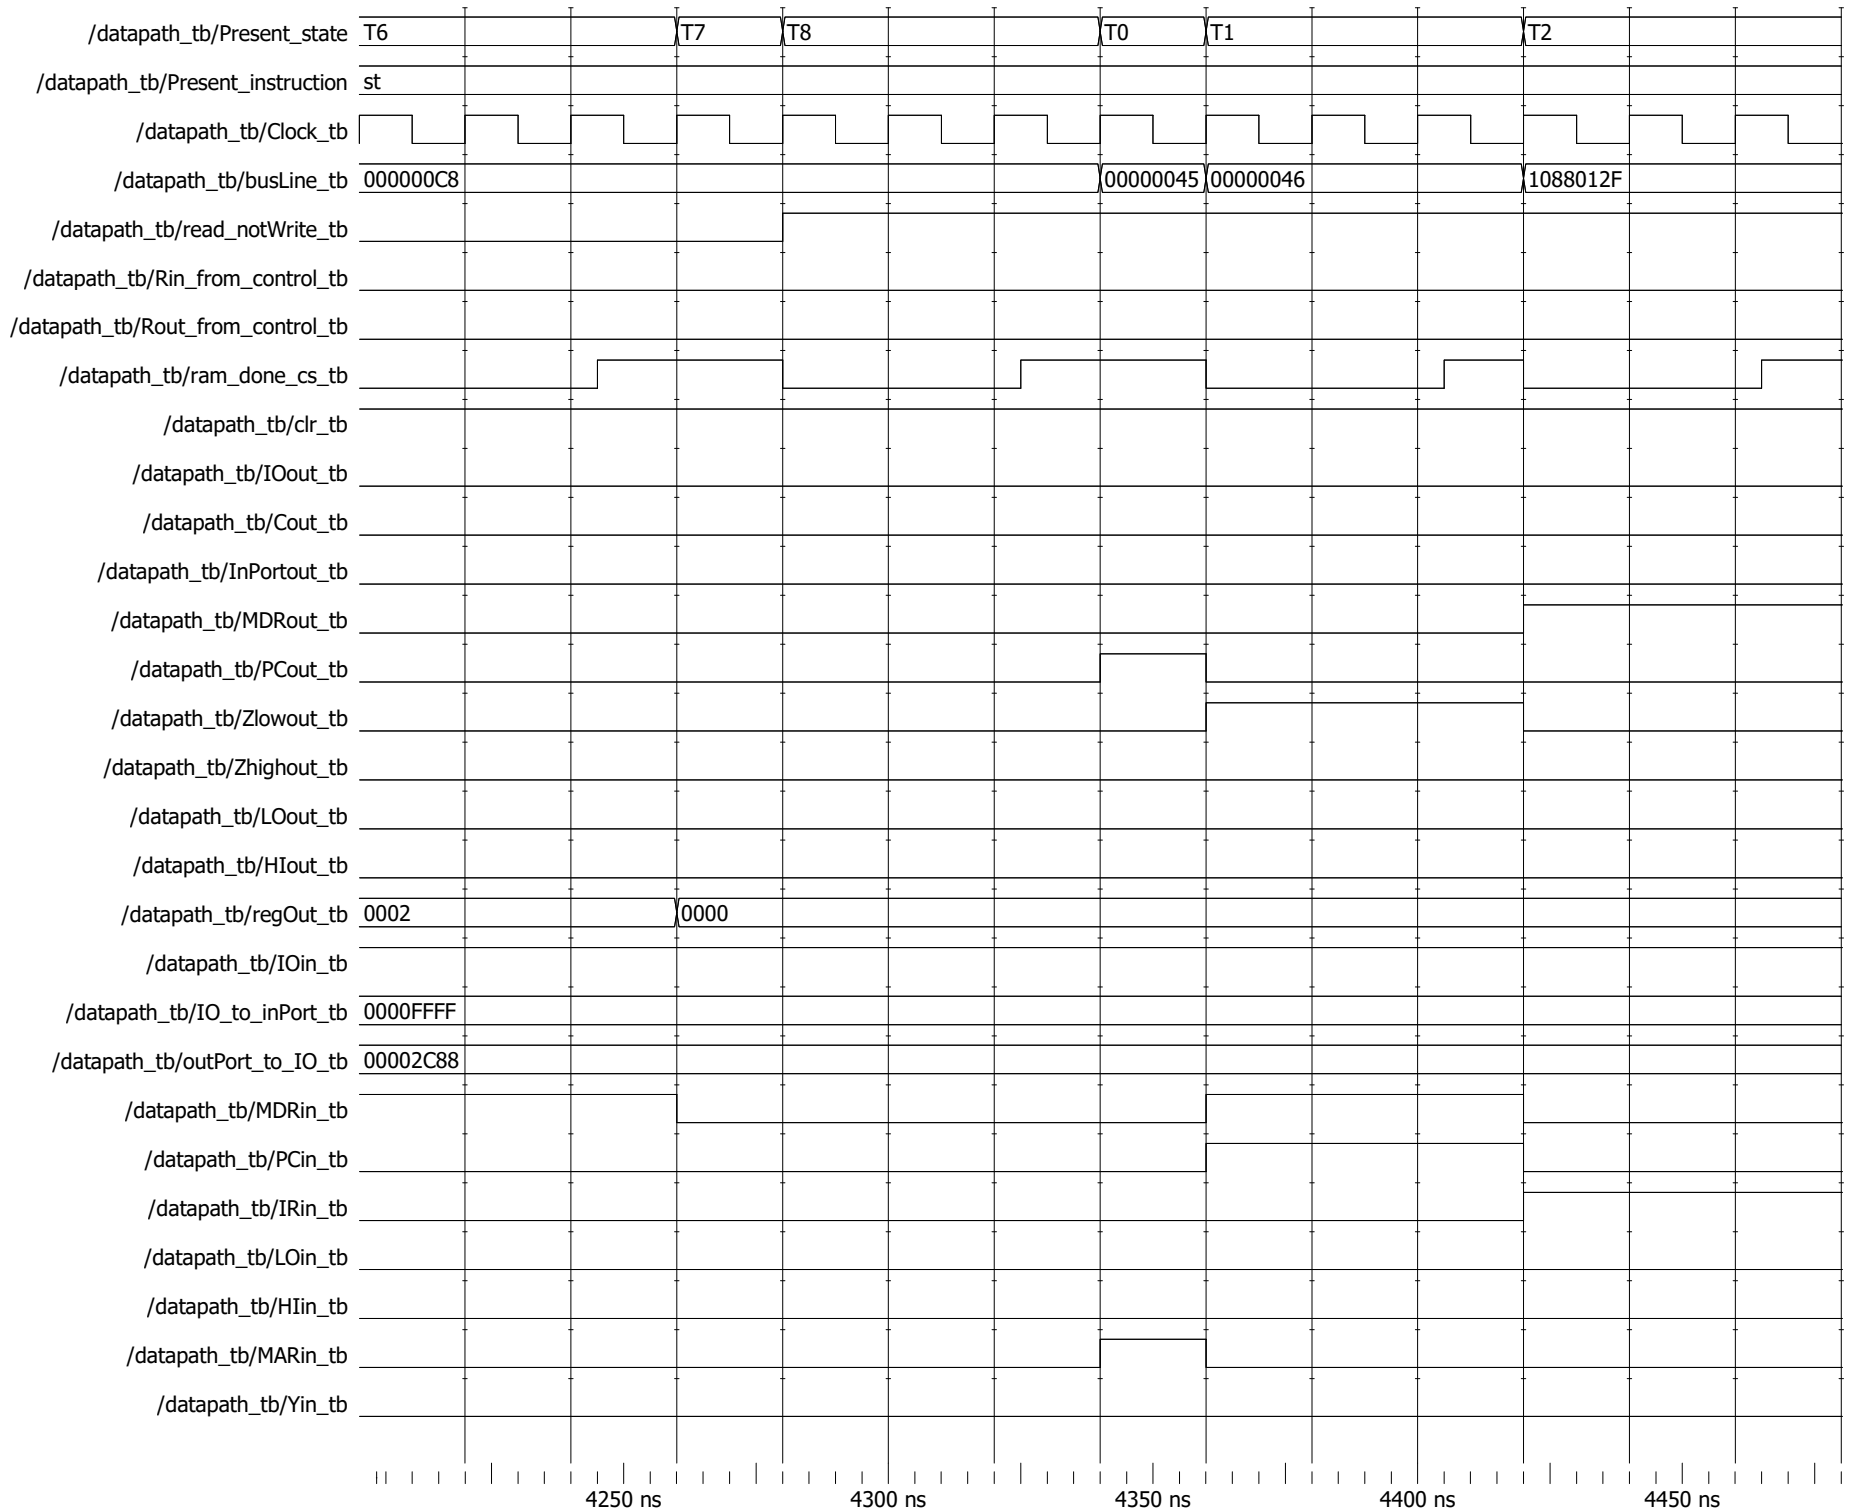 /datapath_tb/Present_state T6 T7 T8 T0 T1 T2
/datapath_tb/Present_instruction st
/datapath_tb/Clock_tb
/datapath_tb/busLine_tb 000000C8 00000045 00000046 1088012F
/datapath_tb/read_notWrite_tb
/datapath_tb/Rin_from_control_tb
/datapath_tb/Rout_from_control_tb
/datapath_tb/ram_done_cs_tb
/datapath_tb/clr_tb
/datapath_tb/IOout_tb
/datapath_tb/Cout_tb
/datapath_tb/InPortout_tb
/datapath_tb/MDRout_tb
/datapath_tb/PCout_tb
/datapath_tb/Zlowout_tb
/datapath_tb/Zhighout_tb
/datapath_tb/LOout_tb
/datapath_tb/HIout_tb
/datapath_tb/regOut_tb 0002 0000
/datapath_tb/IOin_tb
/datapath_tb/IO_to_inPort_tb 0000FFFF
/datapath_tb/outPort_to_IO_tb 00002C88
/datapath_tb/MDRin_tb
/datapath_tb/PCin_tb
/datapath_tb/IRin_tb
/datapath_tb/LOin_tb
/datapath_tb/HIin_tb
/datapath_tb/MARin_tb
/datapath_tb/Yin_tb
4250 ns 4300 ns 4350 ns 4400 ns 4450 ns